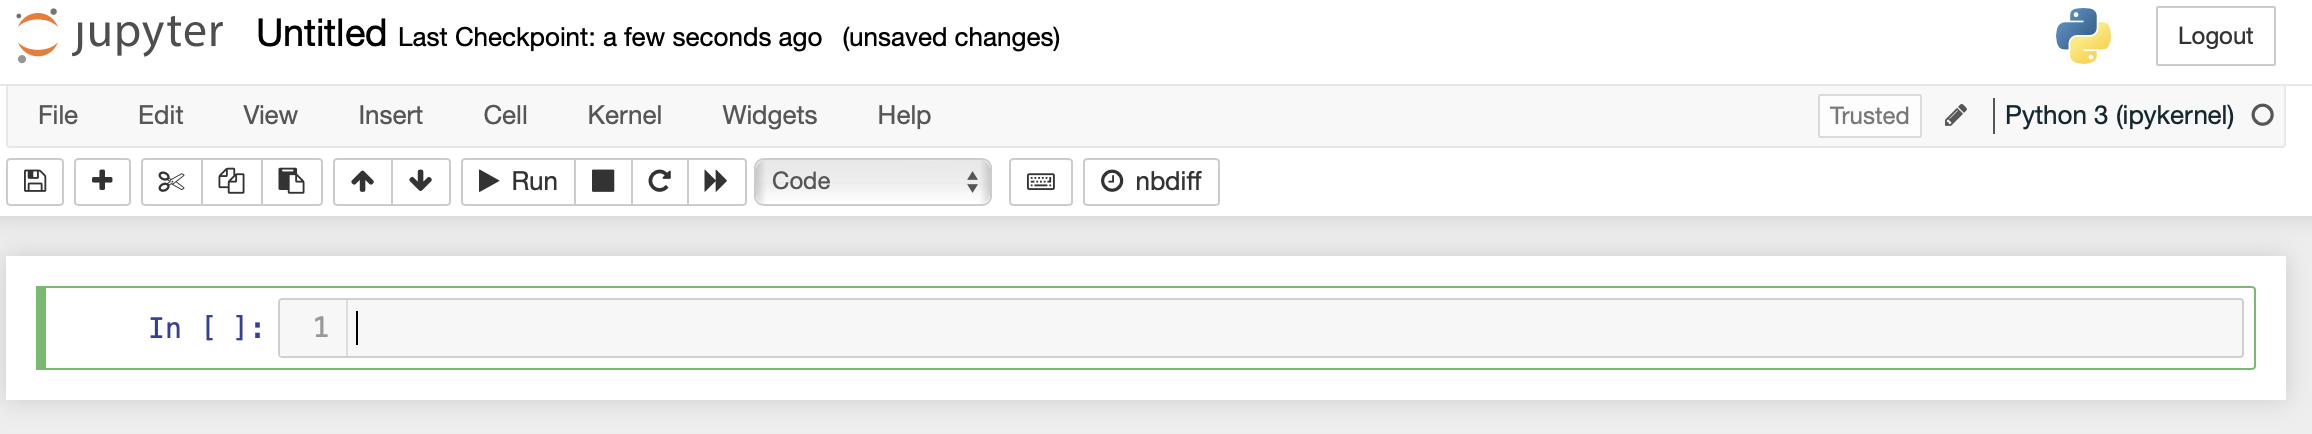 jupyter Untitled Last Checkpoint: a few seconds ago (unsaved changes) Logout
File Edit View Insert Cell Kernel Widgets Help Trusted Python 3 (ipykernel)
Run Code nbdiff
In [ ]: 1